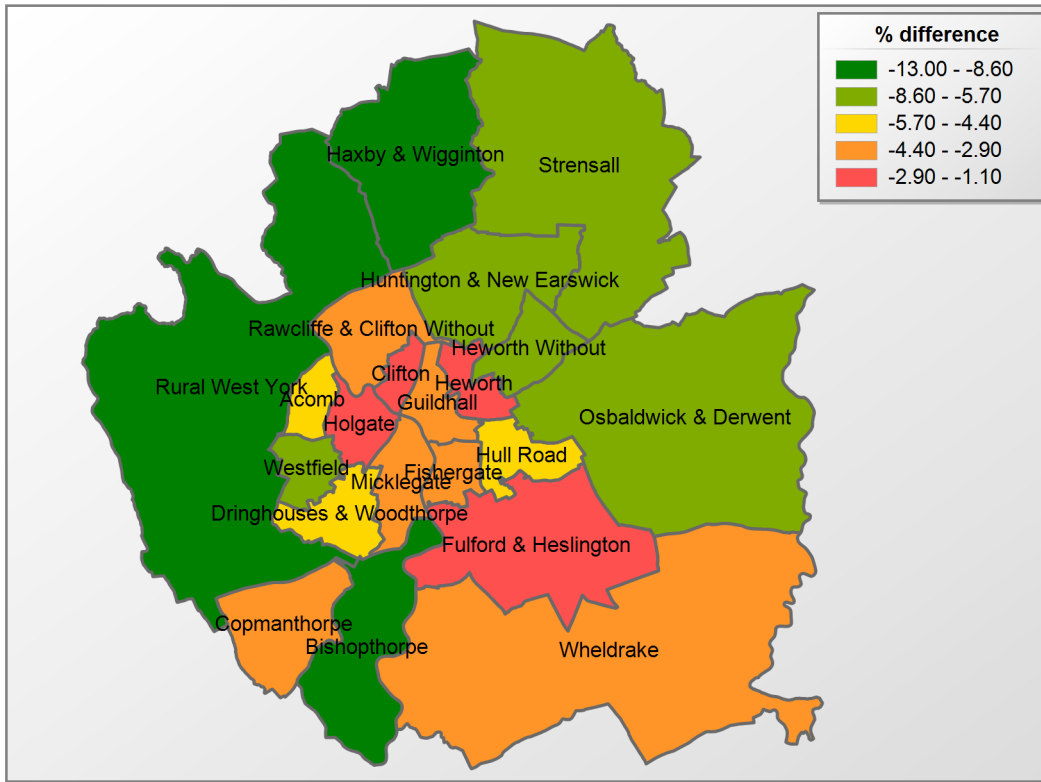 % difference
-13.00 - -8.60
-8.60 - -5.70
-5.70 - -4.40
-4.40 - -2.90
-2.90 - -1.10
Haxby & Wigginton
Strensall
Huntington & New Earswick
Rawcliffe & Clifton Without
Heworth Without
Clifton
Heworth
Rural West York
Acomb
Guildhall
Holgate
Osbaldwick & Derwent
Hull Road
Westfield
Fishergate
Micklegate
Dringhouses & Woodthorpe
Fulford & Heslington
Copmanthorpe
Bishopthorpe
Wheldrake